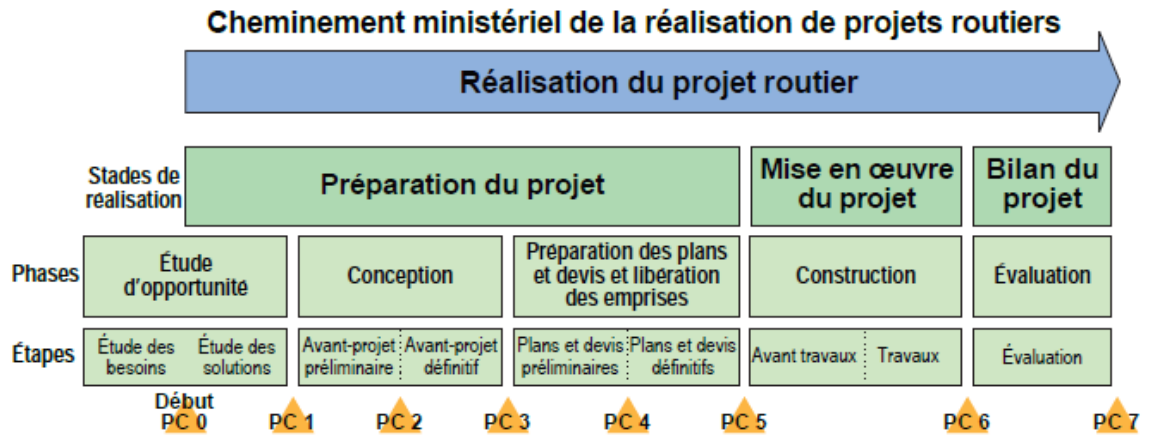 Cheminement ministériel de la réalisation de projets routiers
Réalisation du projet routier
Stades de
réalisation
Préparation du projet
Mise en œuvre
du projet
Bilan du
projet
Phases
Étude
d'opportunité
Conception
Préparation des plans
et devis et libération
des emprises
Construction
Évaluation
Étapes
Étude des
besoins
Étude des
solutions
Avant-projet
préliminaire
Avant-projet
définitif
Plans et devis
préliminaires
Plans et devis
définitifs
Avant travaux
Travaux
Évaluation
Début
PC 0
PC 1
PC 2
PC 3
PC 4
PC 5
PC 6
PC 7